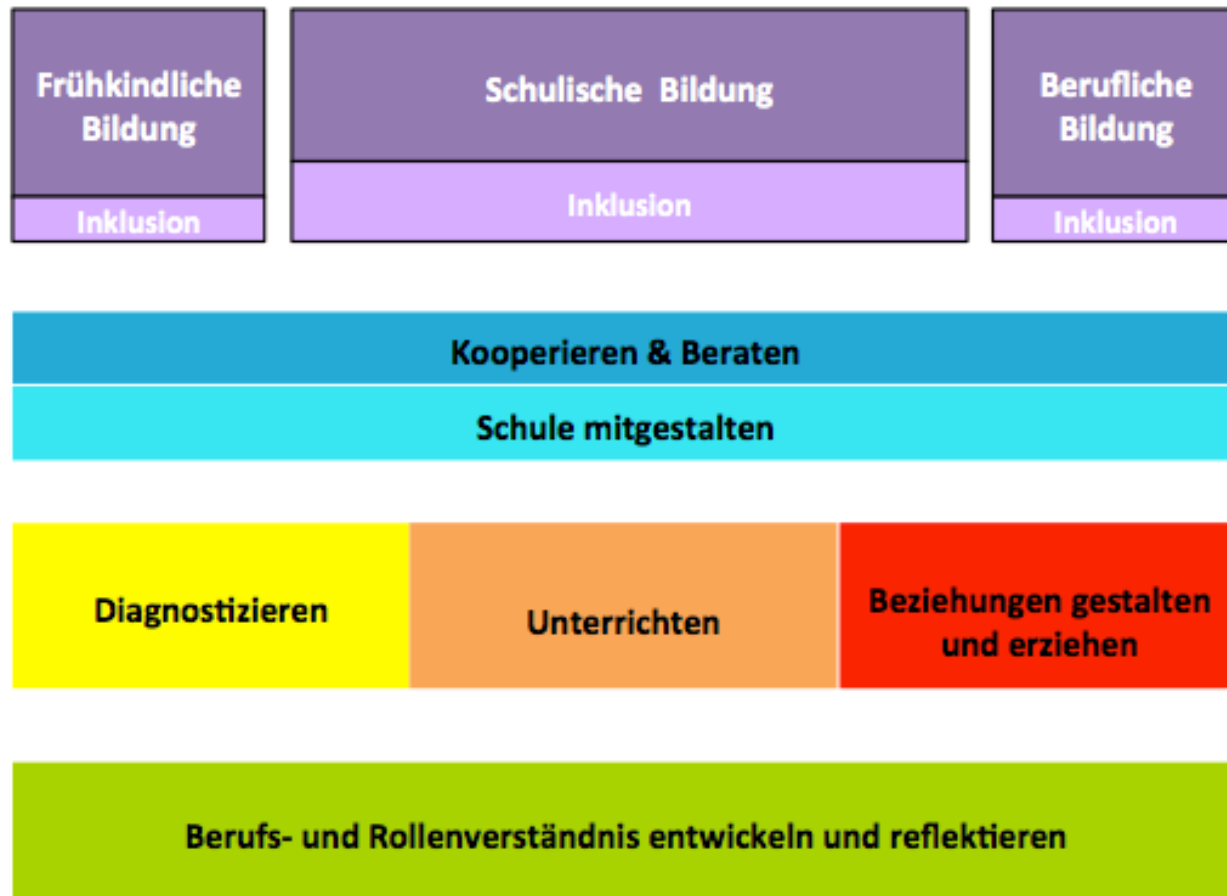 Frühkindliche
Bildung
Inklusion
Schulische Bildung
Inklusion
Berufliche
Bildung
Inklusion
Kooperieren & Beraten
Schule mitgestalten
Diagnostizieren
Unterrichten
Beziehungen gestalten
und erziehen
Berufs- und Rollenverständnis entwickeln und reflektieren